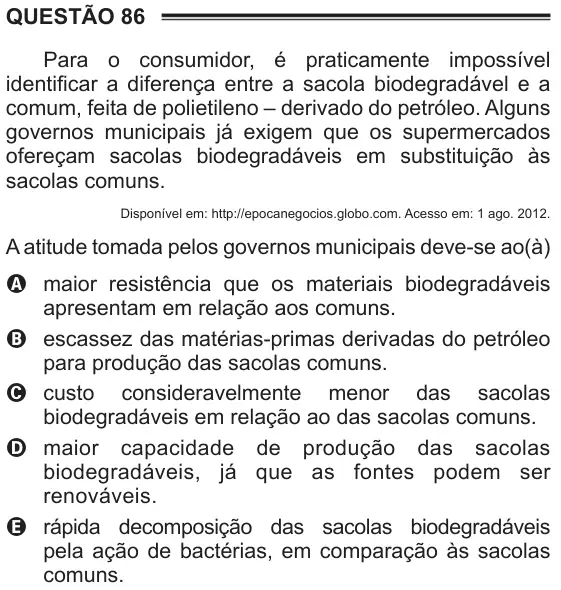 QUESTÃO 86
Para o consumidor, é praticamente impossível
identificar a diferença entre a sacola biodegradável e a
comum, feita de polietileno – derivado do petróleo. Alguns
governos municipais já exigem que os supermercados
ofereçam sacolas biodegradáveis em substituição às
sacolas comuns.
Disponível em: http://epocanegocios.globo.com. Acesso em: 1 ago. 2012.
A atitude tomada pelos governos municipais deve-se ao(à)
A maior resistência que os materiais biodegradáveis
apresentam em relação aos comuns.
B escassez das matérias-primas derivadas do petróleo
para produção das sacolas comuns.
C custo consideravelmente menor das sacolas
biodegradáveis em relação ao das sacolas comuns.
D maior capacidade de produção das sacolas
biodegradáveis, já que as fontes podem ser
renováveis.
E rápida decomposição das sacolas biodegradáveis
pela ação de bactérias, em comparação às sacolas
comuns.